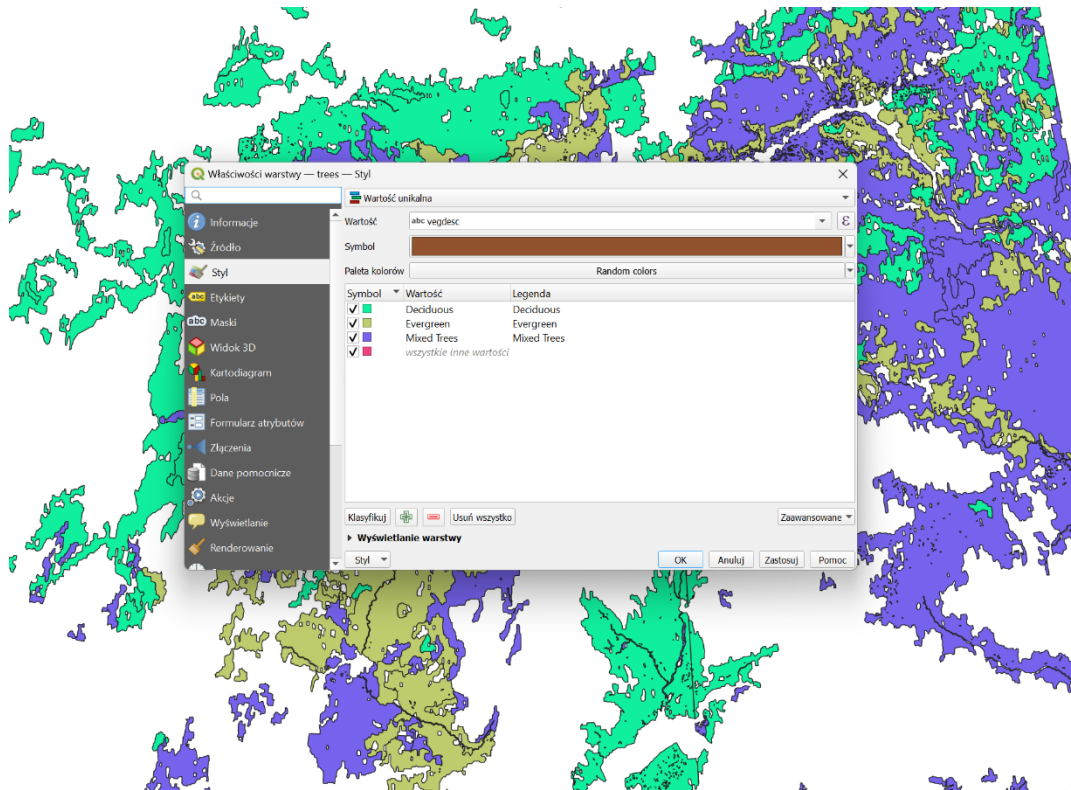 Właściwości warstwy — trees — Styl
Wartość unikalna
Informacje
Wartość
abc vegdesc
ε
Źródło
Symbol
Styl
Paleta kolorów
Random colors
abc Etykiety
Symbol Wartość Legenda
Deciduous Deciduous
abc Maski
Evergreen Evergreen
Mixed Trees Mixed Trees
Widok 3D
wszystkie inne wartości
Kartodiagram
Pola
Formularz atrybutów
Złączenia
Dane pomocnicze
Akcje
Klasyfikuj
Usuń wszystko
Zaawansowane
Wyświetlanie
Wyświetlanie warstwy
Renderowanie
Styl
OK
Anuluj
Zastosuj
Pomoc